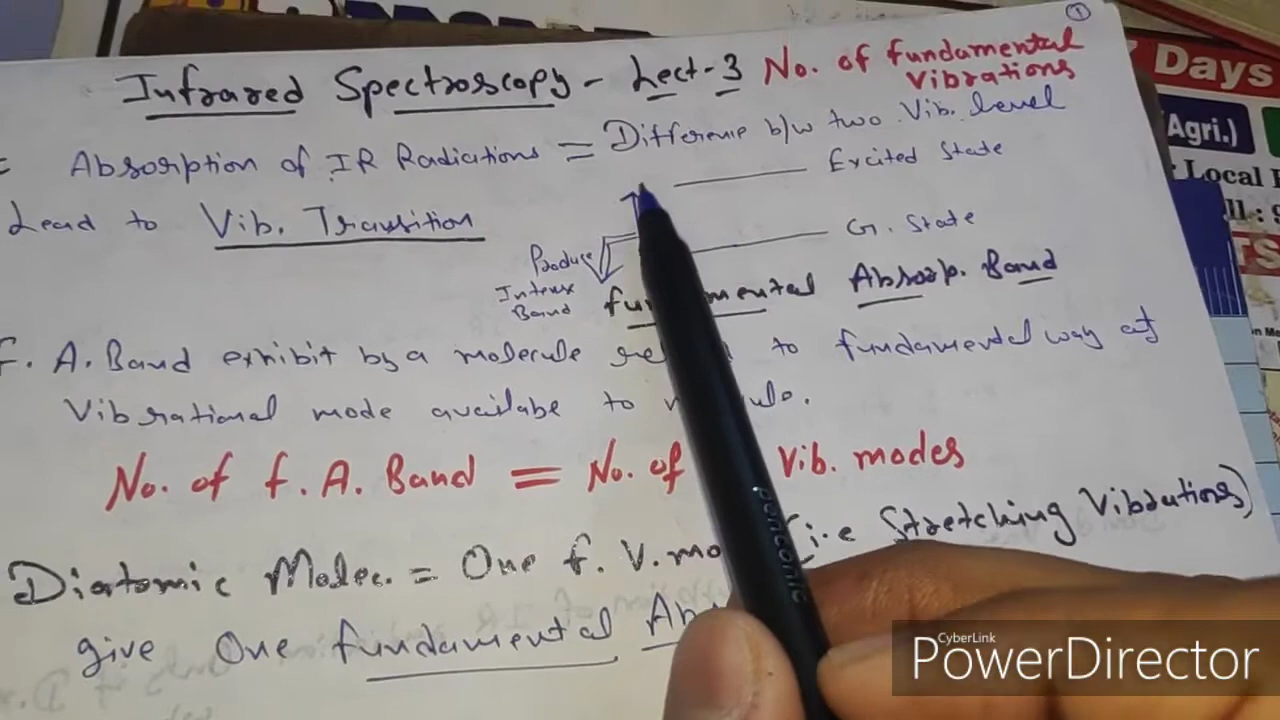 ①
Infrared Spectroscopy - Lect-3 No. of fundamental
Vibrations
Absorption of IR Radiations = Difference b/w two Vib. level
Excited State
Lead to Vib. Transition
G. State
Produce
Intense
Band
Absorp. Band
f. A. Band exhibit by a molecule to fundamental way of
Vibrational mode availabe to
No. of f. A. Band = No. of Vib. modes
Diatomic Molec. = One f. V. (i.e Stretching Vibrations)
give One fundamental
Days
(Agri.)
Local
pentonic
CyberLink
PowerDirector